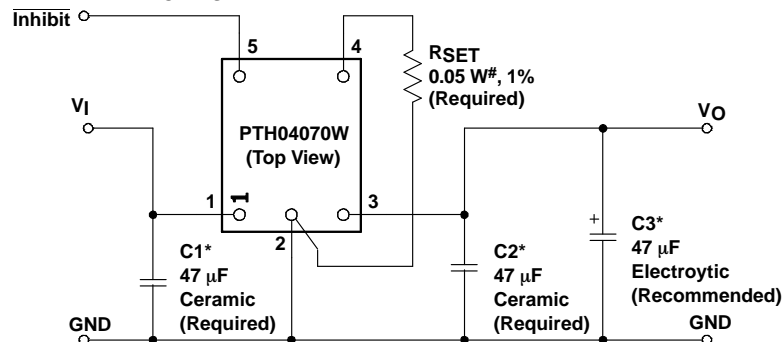 Inhibit
5
4
RSET
0.05 W#, 1%
(Required)
VI
PTH04070W
(Top View)
VO
1
1
3
2
C1*
47 μF
Ceramic
(Required)
C2*
47 μF
Ceramic
(Required)
+
C3*
47 μF
Electroytic
(Recommended)
GND
GND